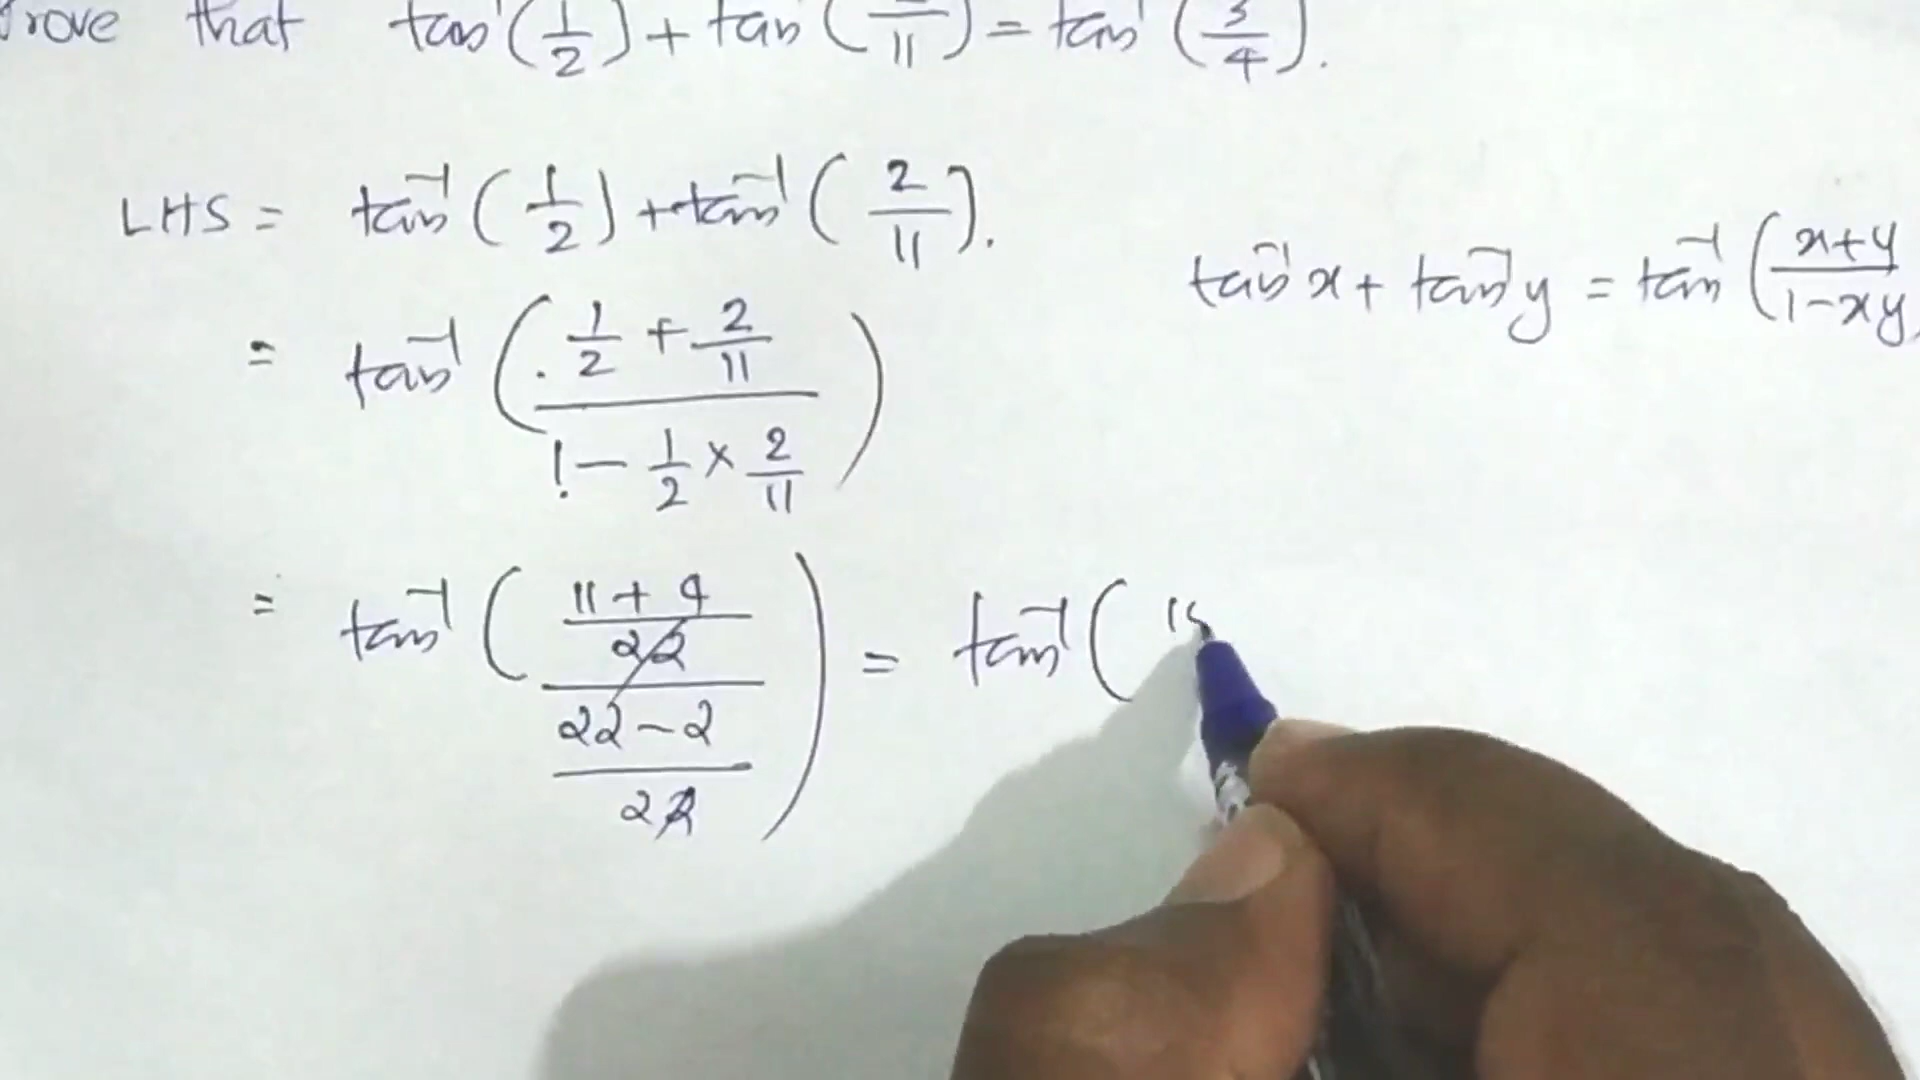 Prove that tan⁻¹(1/2) + tan⁻¹(2/11) = tan⁻¹(3/4).
LHS = tan⁻¹(1/2) + tan⁻¹(2/11).
tan⁻¹x + tan⁻¹y = tan⁻¹((x+y)/(1-xy
= tan⁻¹((1/2 + 2/11)/(1 - 1/2 × 2/11))
= tan⁻¹(((11+4)/22)/((22-2)/22)) = tan⁻¹(15